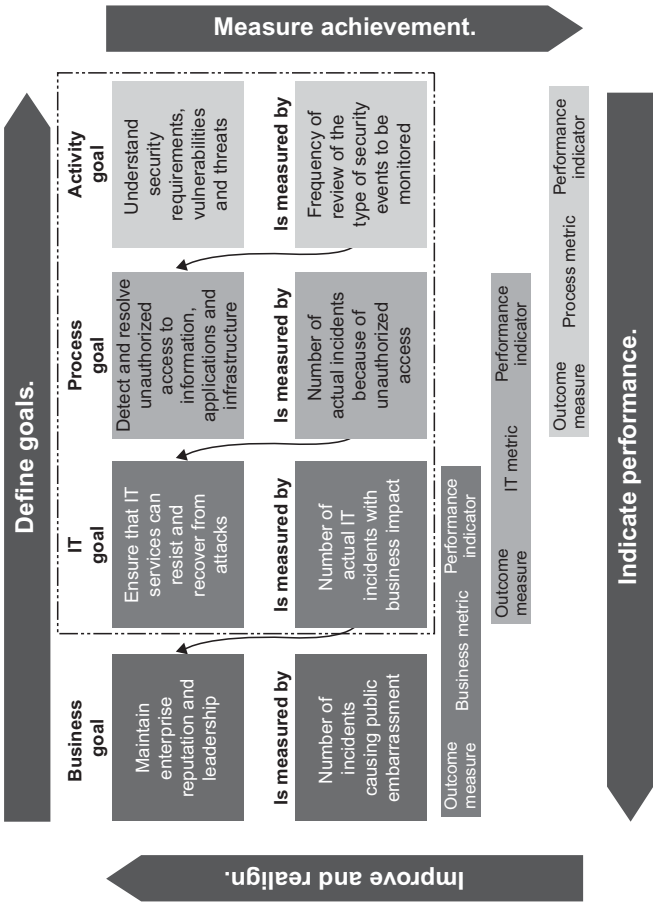 Define goals.
Business
goal
IT
goal
Process
goal
Activity
goal
Maintain
enterprise
reputation and
leadership
Ensure that IT
services can
resist and
recover from
attacks
Detect and resolve
unauthorized
access to
information,
applications and
infrastructure
Understand
security
requirements,
vulnerabilities
and threats
Is measured by
Is measured by
Is measured by
Is measured by
Number of
incidents
causing public
embarrassment
Number of
actual IT
incidents with
business impact
Number of
actual incidents
because of
unauthorized
access
Frequency of
review of the
type of security
events to be
monitored
Outcome
measure
Business metric
Performance
indicator
Outcome
measure
IT metric
Performance
indicator
Outcome
measure
Process metric
Performance
indicator
Improve and realign.
Measure achievement.
Indicate performance.